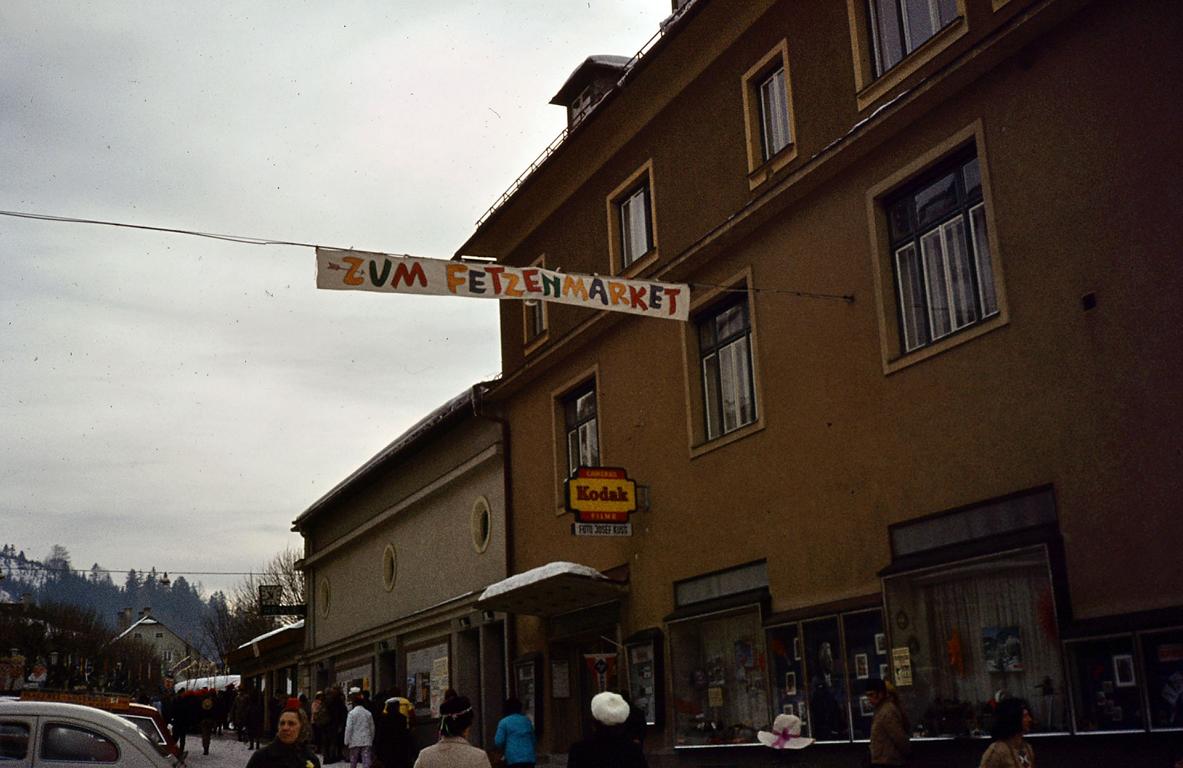 ZUM FETZENMARKET
CAMERAS
Kodak
FILME
FOTO JOSEF KUSS